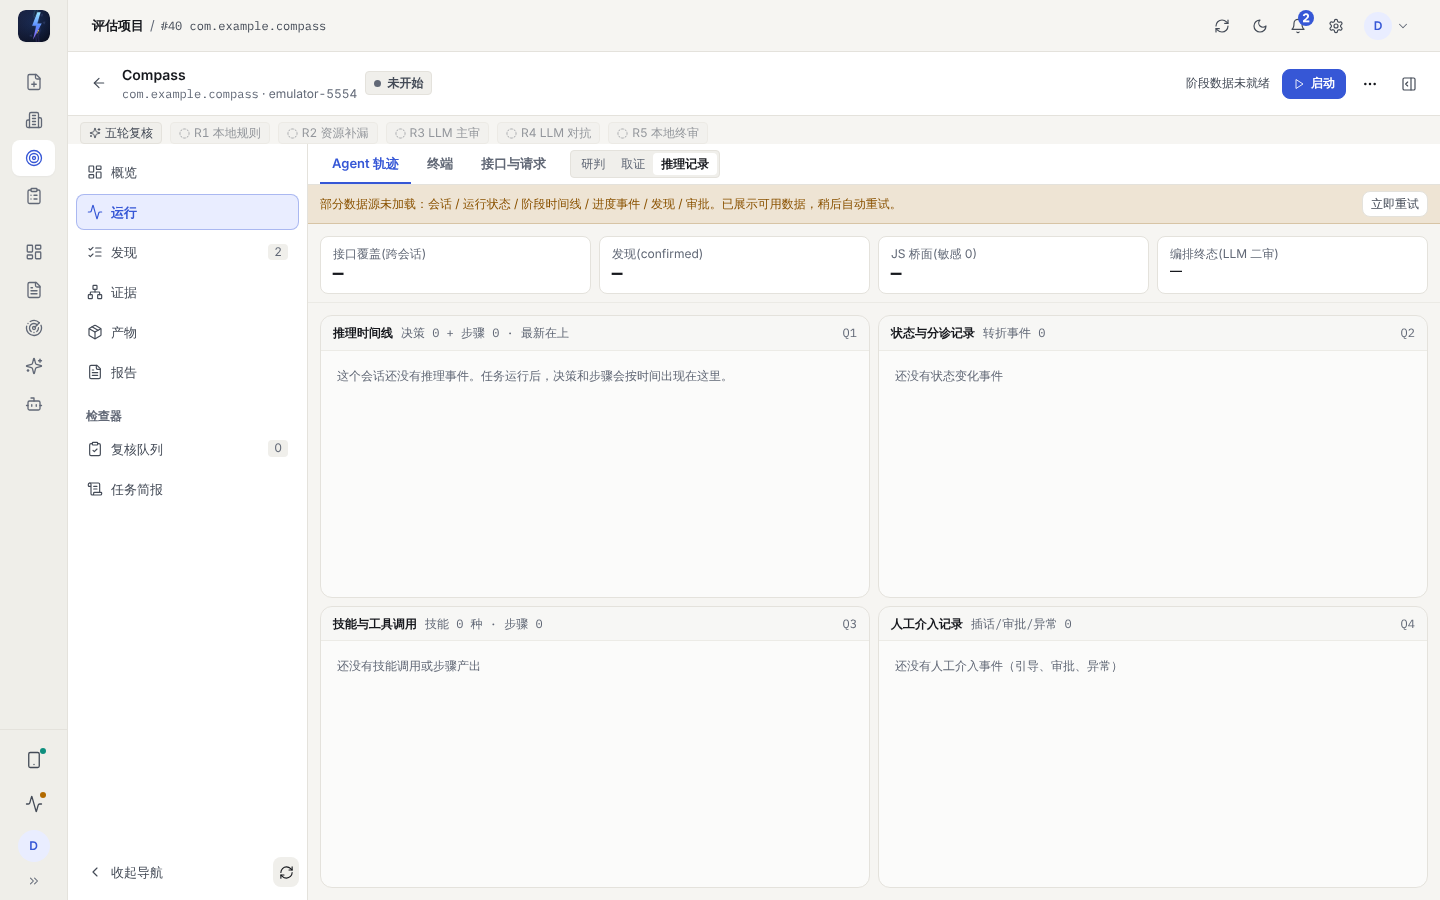 评估项目 / #40 com.example.compass
2
D
Compass
com.example.compass · emulator-5554
未开始
阶段数据未就绪
启动
五轮复核
R1 本地规则
R2 资源补漏
R3 LLM 主审
R4 LLM 对抗
R5 本地终审
概览
运行
发现 2
证据
产物
报告
检查器
复核队列 0
任务简报
收起导航
D
Agent 轨迹
终端
接口与请求
研判
取证
推理记录
部分数据源未加载：会话 / 运行状态 / 阶段时间线 / 进度事件 / 发现 / 审批。已展示可用数据，稍后自动重试。
立即重试
接口覆盖(跨会话)
—
发现(confirmed)
—
JS 桥面(敏感 0)
—
编排终态(LLM 二审)
—
推理时间线 决策 0 + 步骤 0 · 最新在上 Q1
这个会话还没有推理事件。任务运行后，决策和步骤会按时间出现在这里。
状态与分诊记录 转折事件 0 Q2
还没有状态变化事件
技能与工具调用 技能 0 种 · 步骤 0 Q3
还没有技能调用或步骤产出
人工介入记录 插话/审批/异常 0 Q4
还没有人工介入事件（引导、审批、异常）